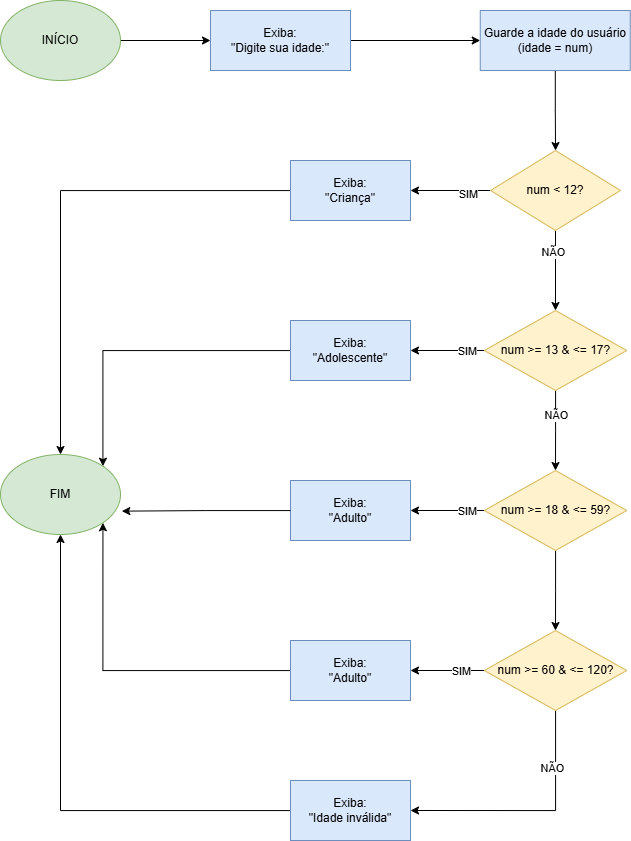 INÍCIO
Exiba:
"Digite sua idade:"
Guarde a idade do usuário
(idade = num)
Exiba:
"Criança"
SIM
num < 12?
NÃO
Exiba:
"Adolescente"
SIM
num >= 13 & <= 17?
NÃO
FIM
Exiba:
"Adulto"
SIM
num >= 18 & <= 59?
Exiba:
"Adulto"
SIM
num >= 60 & <= 120?
NÃO
Exiba:
"Idade inválida"